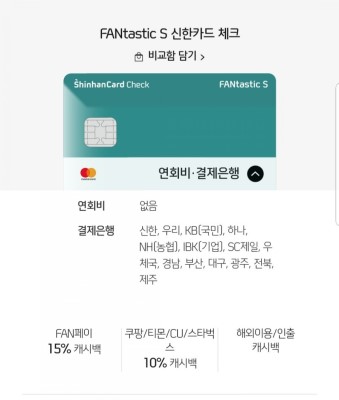 FANtastic S 신한카드 체크
비교함 담기 >
ShinhanCard Check FANtastic S
연회비·결제은행
연회비 없음
결제은행 신한, 우리, KB(국민), 하나,
NH(농협), IBK(기업), SC제일, 우
체국, 경남, 부산, 대구, 광주, 전북,
제주
FAN페이 쿠팡/티몬/CU/스타벅 해외이용/인출
15% 캐시백 스 캐시백
10% 캐시백